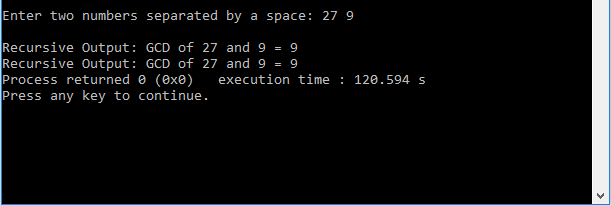 Enter two numbers separated by a space: 27 9
Recursive Output: GCD of 27 and 9 = 9
Recursive Output: GCD of 27 and 9 = 9
Process returned 0 (0x0)   execution time : 120.594 s
Press any key to continue.